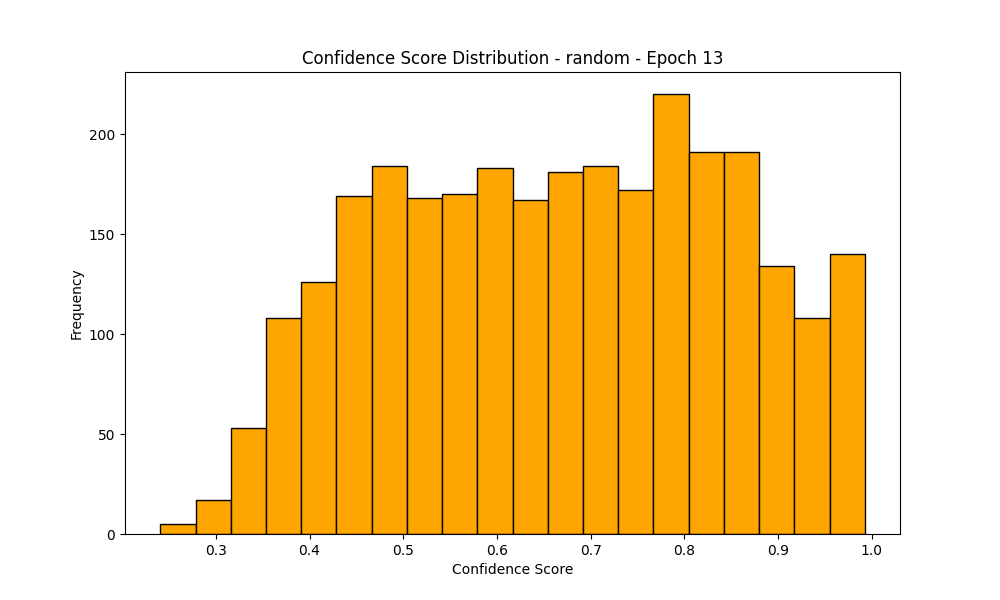 Confidence Score Distribution - random - Epoch 13
Frequency
200
150
100
50
0
0.3 0.4 0.5 0.6 0.7 0.8 0.9 1.0
Confidence Score